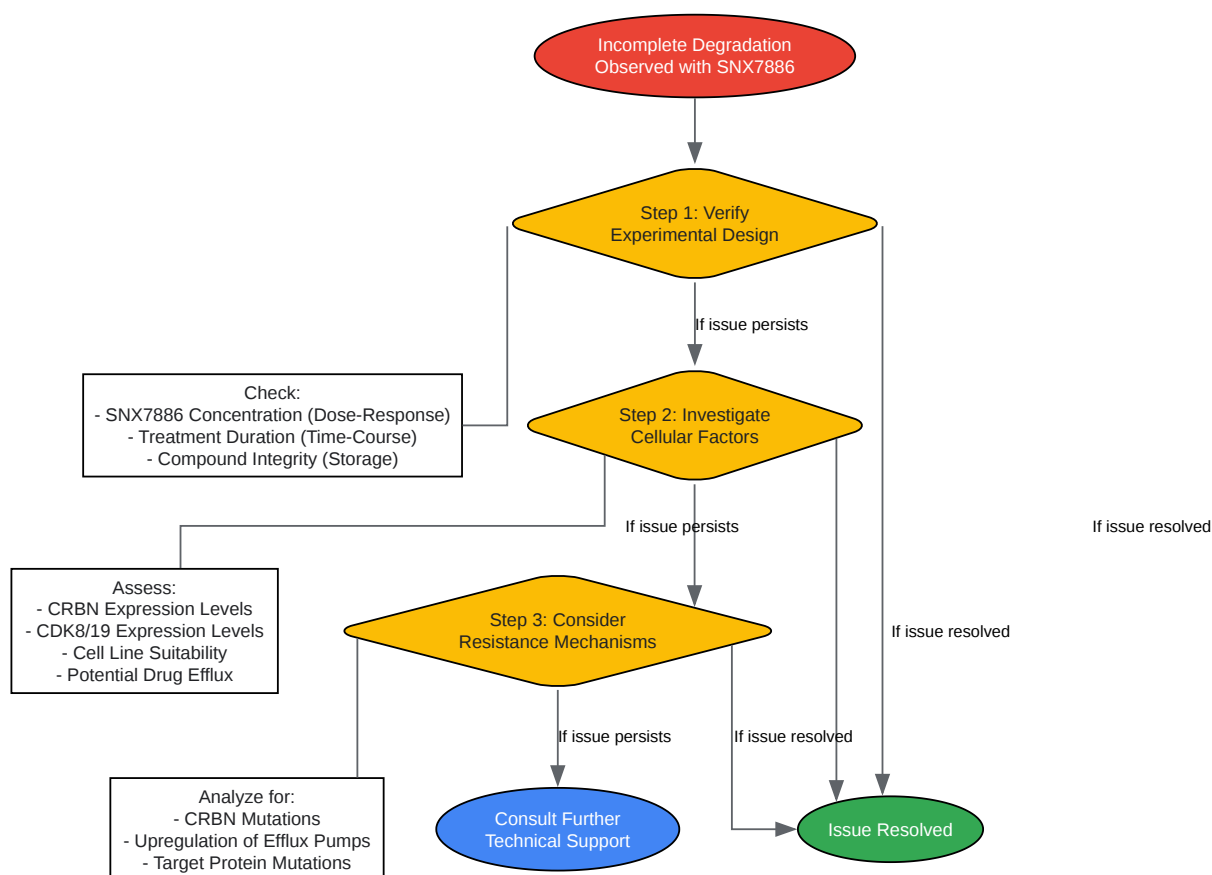 Incomplete Degradation
Observed with SNX7886
Step 1: Verify
Experimental Design
If issue persists
Check:
- SNX7886 Concentration (Dose-Response)
- Treatment Duration (Time-Course)
- Compound Integrity (Storage)
Step 2: Investigate
Cellular Factors
If issue persists
If issue resolved
Assess:
- CRBN Expression Levels
- CDK8/19 Expression Levels
- Cell Line Suitability
- Potential Drug Efflux
Step 3: Consider
Resistance Mechanisms
If issue resolved
If issue persists
If issue resolved
Analyze for:
- CRBN Mutations
- Upregulation of Efflux Pumps
- Target Protein Mutations
Consult Further
Technical Support
Issue Resolved